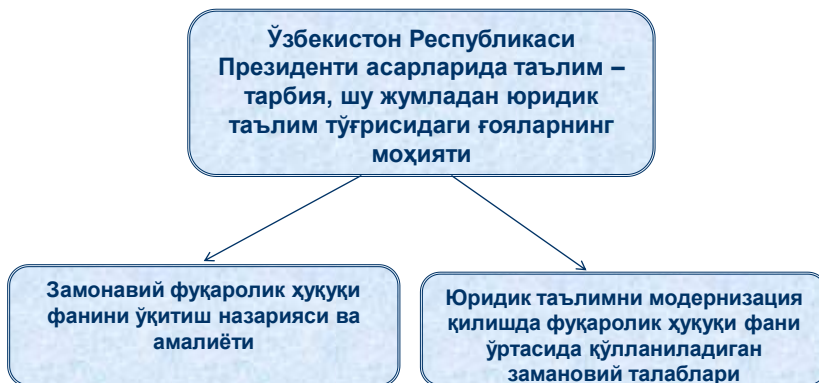 Ўзбекистон Республикаси
Президенти асарларида таълим –
тарбия, шу жумладан юридик
таълим тўғрисидаги ғояларнинг
моҳияти
Замонавий фуқаролик ҳуқуқи
фанини ўқитиш назарияси ва
амалиёти
Юридик таълимни модернизация
қилишда фуқаролик ҳуқуқи фани
ўртасида қўлланиладиган
замановий талаблари